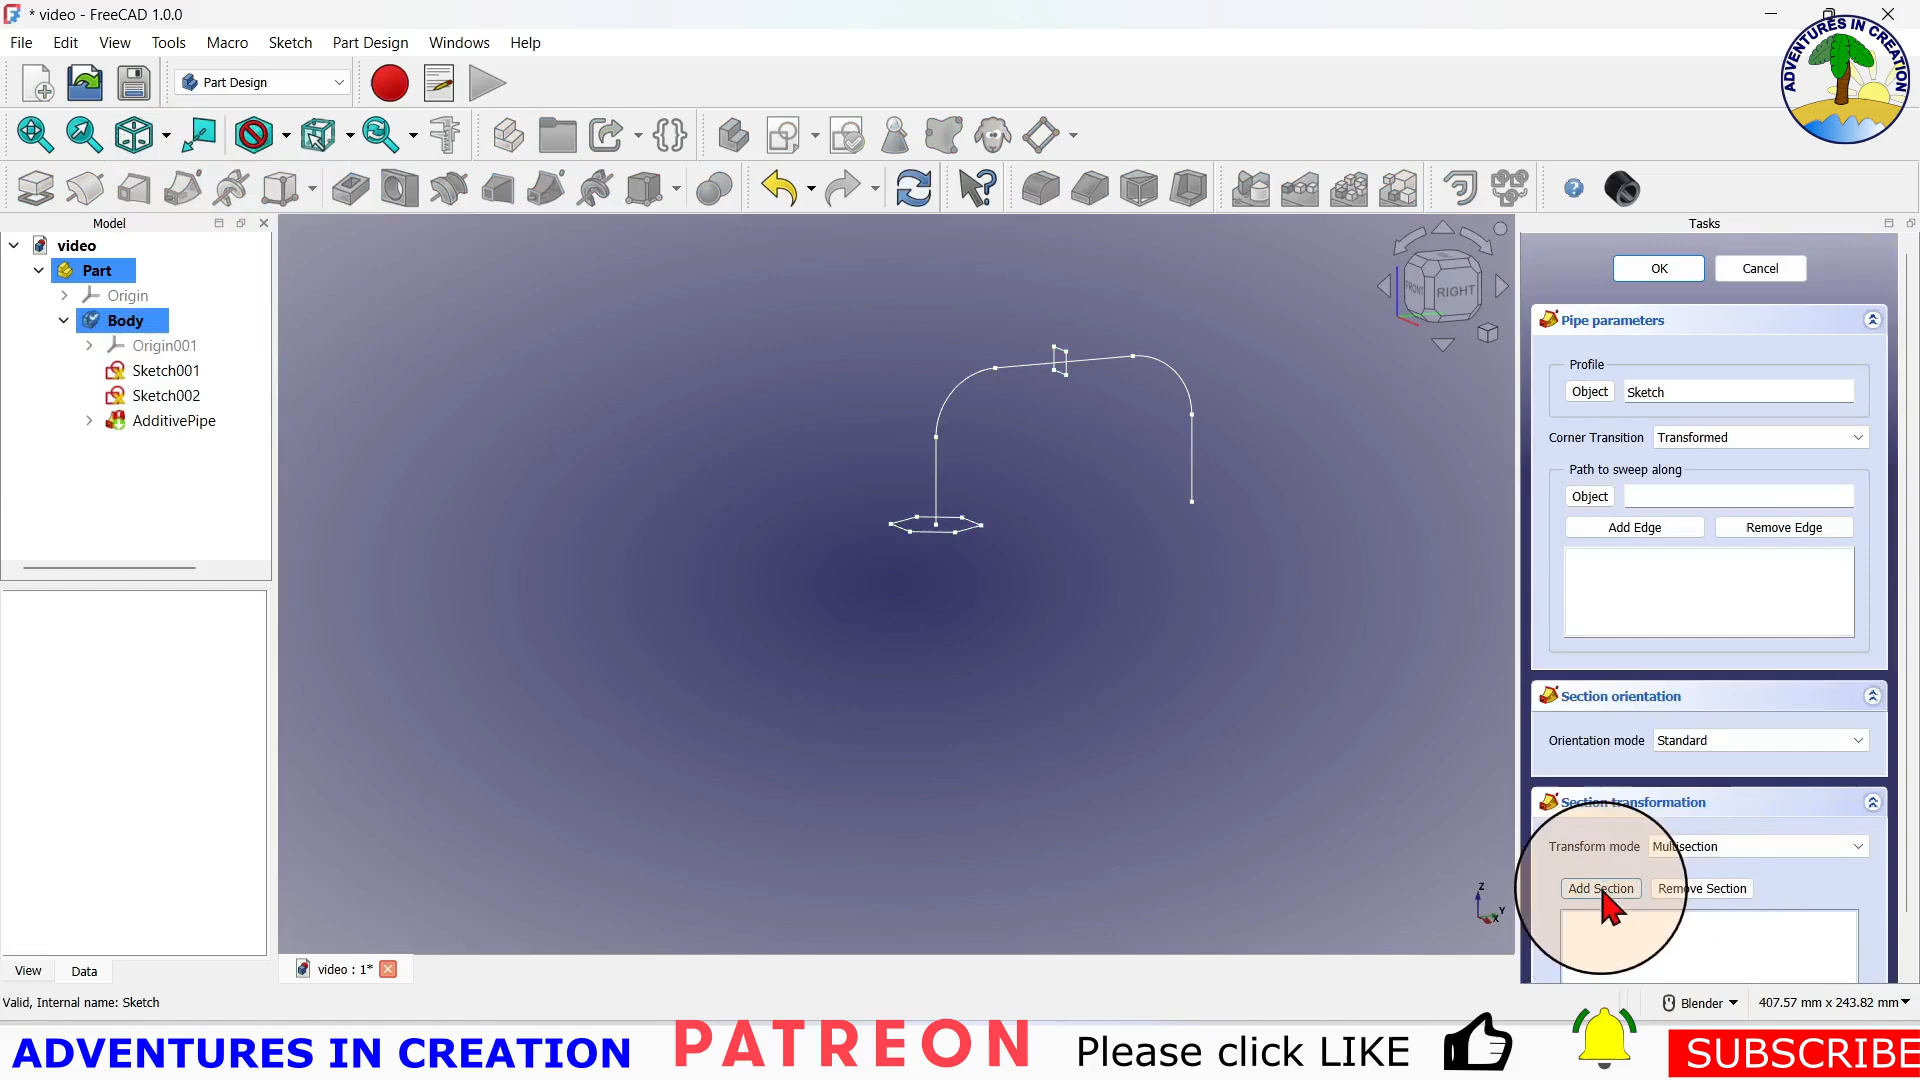 * video - FreeCAD 1.0.0
ADVENTURES IN CREATION
File Edit View Tools Macro Sketch Part Design Windows Help
Part Design
Model
Tasks
video
Part
Origin
Body
Origin001
Sketch001
Sketch002
AdditivePipe
FRONT RIGHT
OK Cancel
Pipe parameters
Profile
Object Sketch
Corner Transition Transformed
Path to sweep along
Object
Add Edge Remove Edge
Section orientation
Orientation mode Standard
Section transformation
Transform mode Multisection
Add Section Remove Section
Z
Y
X
View Data
video : 1*
Valid, Internal name: Sketch
Blender 407.57 mm x 243.82 mm
ADVENTURES IN CREATION PATREON Please click LIKE SUBSCRIBE